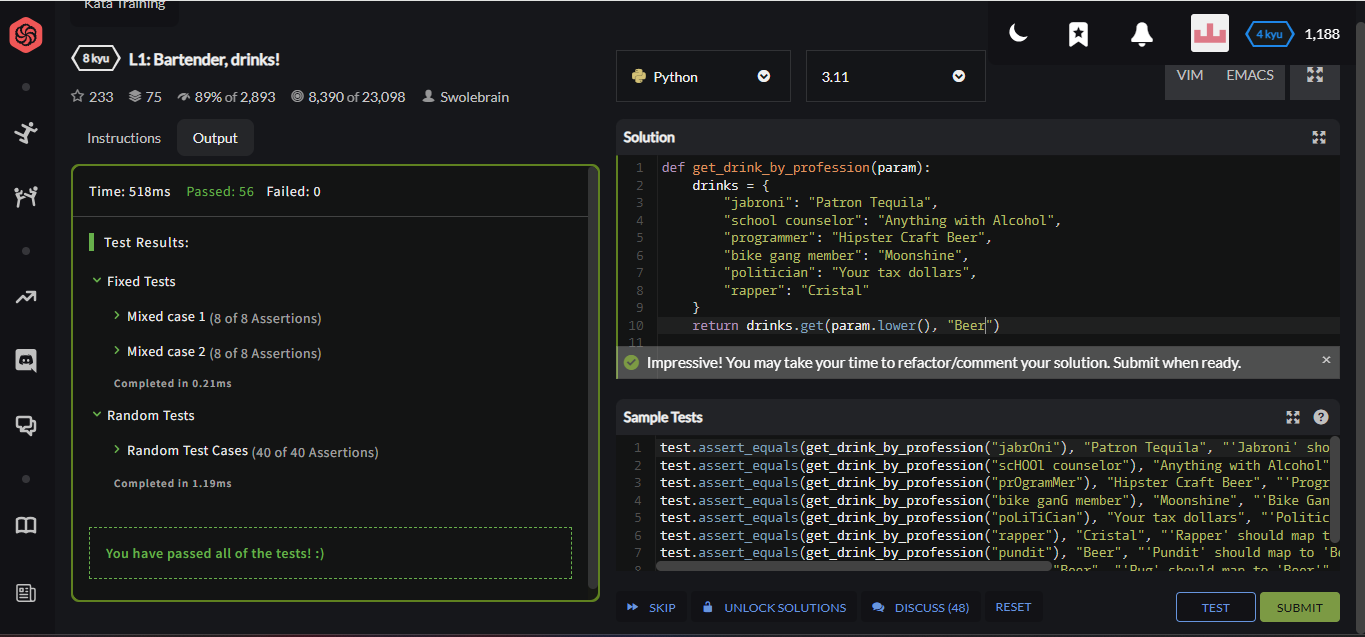 Kata Training
4 kyu 1,188
8 kyu L1: Bartender, drinks!
233 75 89% of 2,893 8,390 of 23,098 Swolebrain
Python
3.11
VIM EMACS
Instructions Output
Time: 518ms Passed: 56 Failed: 0
Test Results:
Fixed Tests
Mixed case 1 (8 of 8 Assertions)
Mixed case 2 (8 of 8 Assertions)
Completed in 0.21ms
Random Tests
Random Test Cases (40 of 40 Assertions)
Completed in 1.19ms
You have passed all of the tests! :)
Solution
1 def get_drink_by_profession(param):
2 drinks = {
3 "jabroni": "Patron Tequila",
4 "school counselor": "Anything with Alcohol",
5 "programmer": "Hipster Craft Beer",
6 "bike gang member": "Moonshine",
7 "politician": "Your tax dollars",
8 "rapper": "Cristal"
9 }
10 return drinks.get(param.lower(), "Beer")
11
Impressive! You may take your time to refactor/comment your solution. Submit when ready. ×
Sample Tests
1 test.assert_equals(get_drink_by_profession("jabrOni"), "Patron Tequila", "'Jabroni' sho
2 test.assert_equals(get_drink_by_profession("scHOOl counselor"), "Anything with Alcohol"
3 test.assert_equals(get_drink_by_profession("prOgramMer"), "Hipster Craft Beer", "'Progr
4 test.assert_equals(get_drink_by_profession("bike ganG member"), "Moonshine", "'Bike Gan
5 test.assert_equals(get_drink_by_profession("poLiTiCian"), "Your tax dollars", "'Politic
6 test.assert_equals(get_drink_by_profession("rapper"), "Cristal", "'Rapper' should map t
7 test.assert_equals(get_drink_by_profession("pundit"), "Beer", "'Pundit' should map to 'Be
8 "Beer", "'Pug' should map to 'Beer'"
SKIP UNLOCK SOLUTIONS DISCUSS (48) RESET TEST SUBMIT